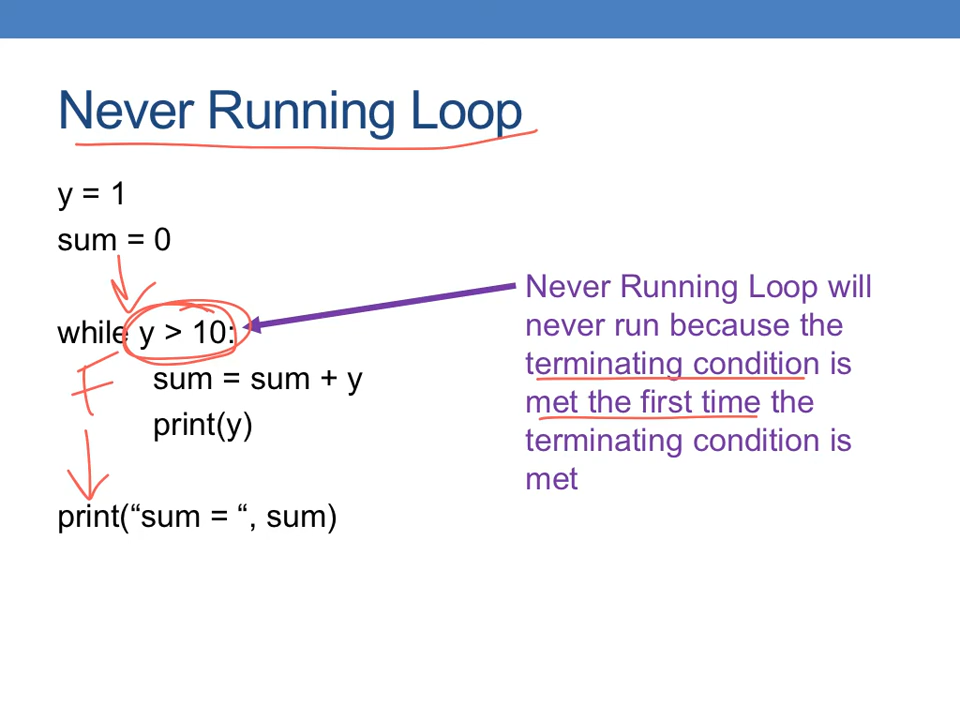 Never Running Loop
y = 1
sum = 0
while y > 10:
sum = sum + y
print(y)
print(“sum = “, sum)
F
Never Running Loop will
never run because the
terminating condition is
met the first time the
terminating condition is
met